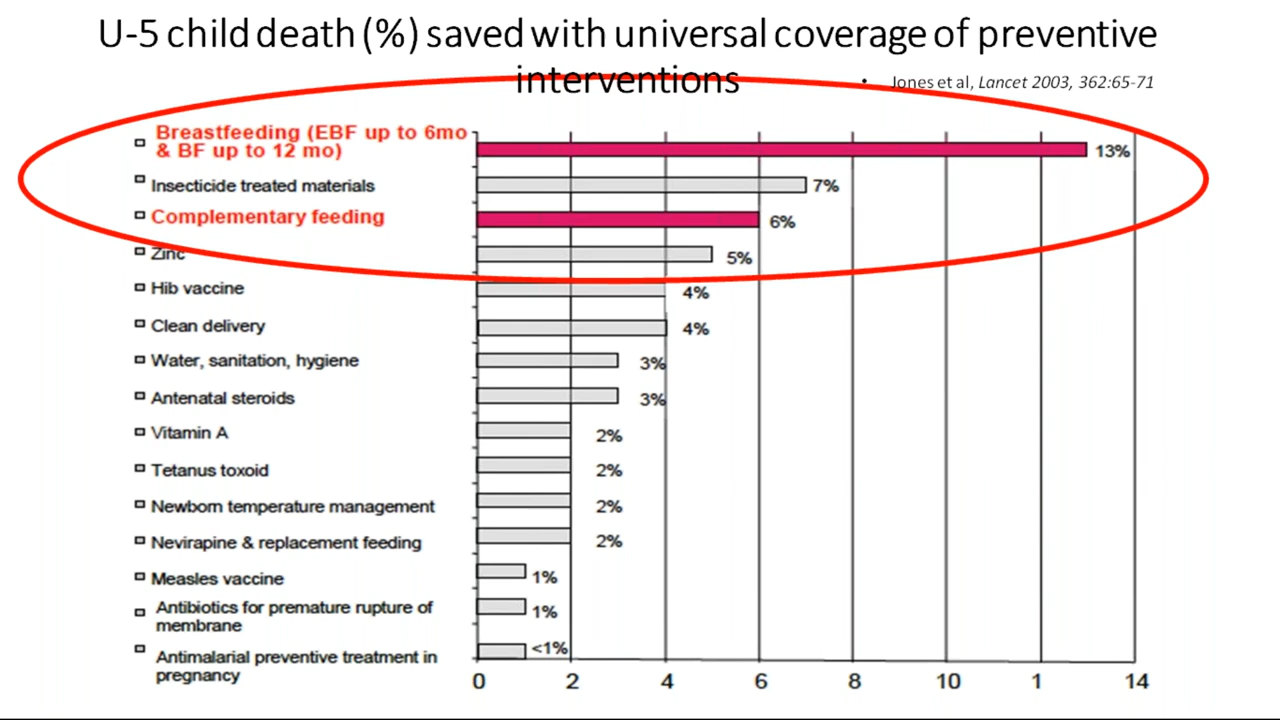 U-5 child death (%) saved with universal coverage of preventive
interventions
• Jones et al, Lancet 2003, 362:65-71
Breastfeeding (EBF up to 6mo
& BF up to 12 mo)
13%
Insecticide treated materials
7%
Complementary feeding
6%
Zinc
5%
Hib vaccine
4%
Clean delivery
4%
Water, sanitation, hygiene
3%
Antenatal steroids
3%
Vitamin A
2%
Tetanus toxoid
2%
Newborn temperature management
2%
Nevirapine & replacement feeding
2%
Measles vaccine
1%
Antibiotics for premature rupture of
membrane
1%
Antimalarial preventive treatment in
pregnancy
<1%
0 2 4 6 8 10 1 14